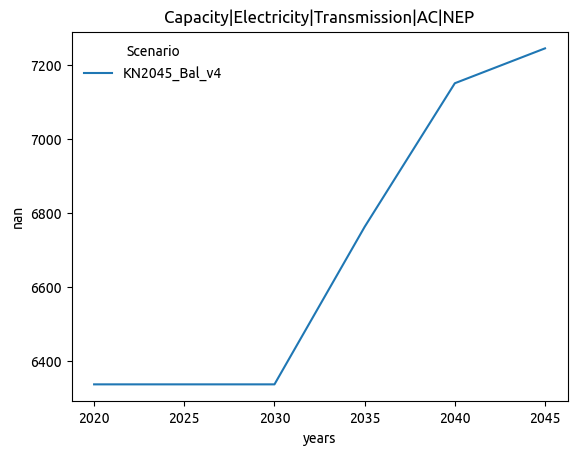 Capacity|Electricity|Transmission|AC|NEP
Scenario
KN2045_Bal_v4
7200
7000
6800
6600
6400
nan
2020 2025 2030 2035 2040 2045
years